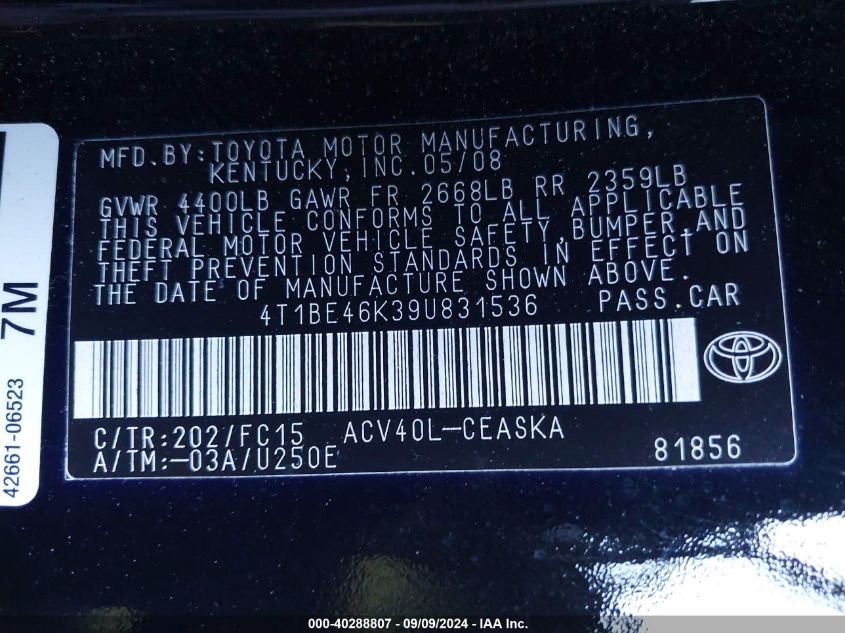 MFD.BY:TOYOTA MOTOR MANUFACTURING,
KENTUCKY, INC.05/08
GVWR 4400LB GAWR FR 2668LB RR 2359LB
THIS VEHICLE CONFORMS TO ALL APPLICABLE
FEDERAL MOTOR VEHICLE SAFETY,BUMPER,AND
THEFT PREVENTION STANDARDS IN EFFECT ON
THE DATE OF MANUFACTURE SHOWN ABOVE.
4T1BE46K39U831536 PASS.CAR
C/TR:202/FC15 ACV40L-CEASKA
A/TM:-03A/U250E 81856
7M
42661-06523
000-40288807 - 09/09/2024 - IAA Inc.